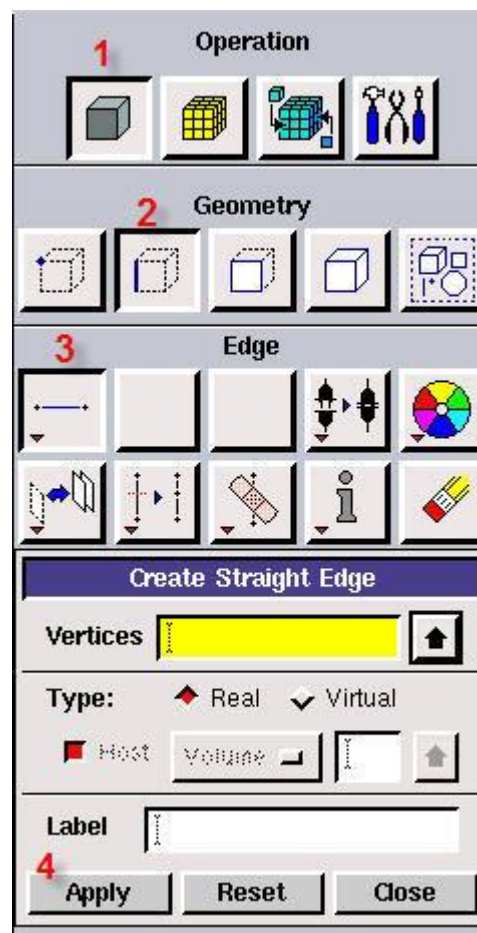 1 Operation
2 Geometry
3 Edge
Create Straight Edge
Vertices
Type: Real Virtual
Host Volume
Label
4
Apply Reset Close